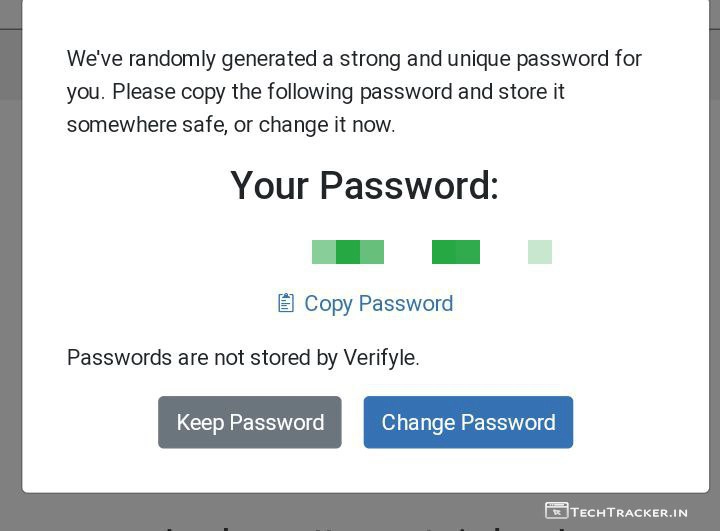 We've randomly generated a strong and unique password for
you. Please copy the following password and store it
somewhere safe, or change it now.
Your Password:
Copy Password
Passwords are not stored by Verifyle.
Keep Password
Change Password
TECHTRACKER.IN